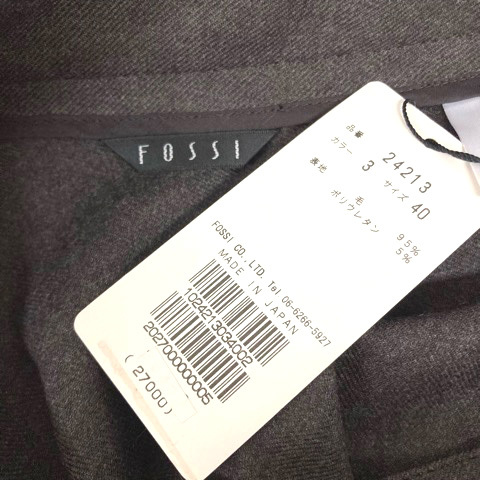 FOSSI
品番 24213
カラー 3 サイズ 40
表地 毛 95%
ポリウレタン 5%
FOSSI CO., LTD. Tel 06-6266-5927
MADE IN JAPAN
1024213034002
2027000000005
(27000)